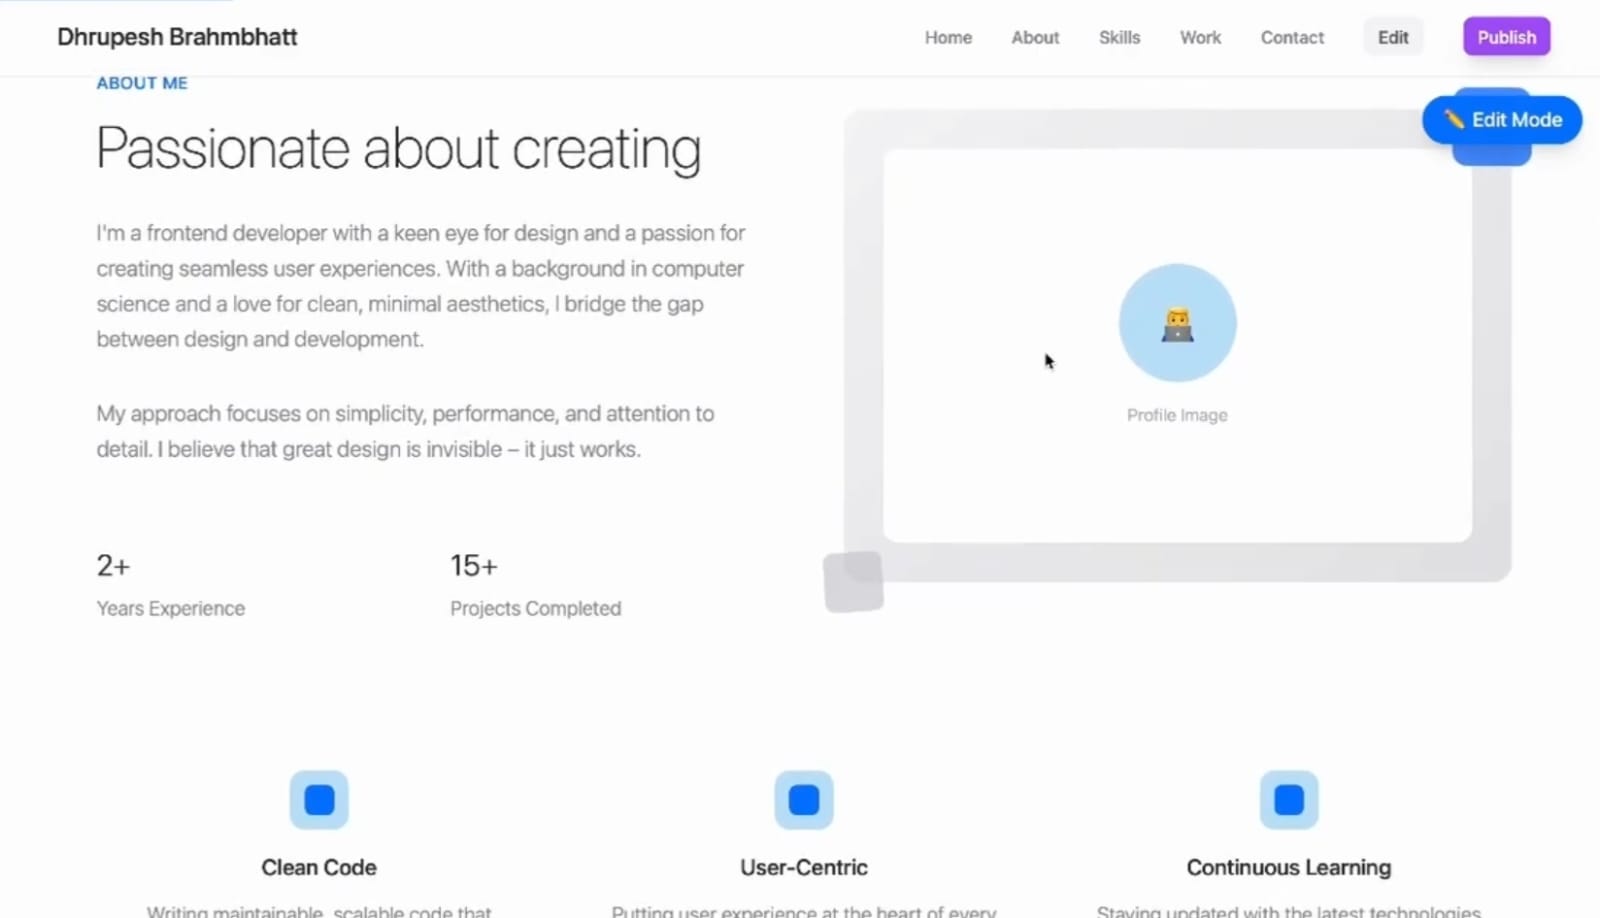 Dhrupesh Brahmbhatt
Home About Skills Work Contact Edit Publish
ABOUT ME
✏️ Edit Mode
Passionate about creating
I'm a frontend developer with a keen eye for design and a passion for
creating seamless user experiences. With a background in computer
science and a love for clean, minimal aesthetics, I bridge the gap
between design and development.
My approach focuses on simplicity, performance, and attention to
detail. I believe that great design is invisible – it just works.
Profile Image
2+
Years Experience
15+
Projects Completed
Clean Code
User-Centric
Continuous Learning
Writing maintainable, scalable code that
Putting user experience at the heart of every
Staying updated with the latest technologies